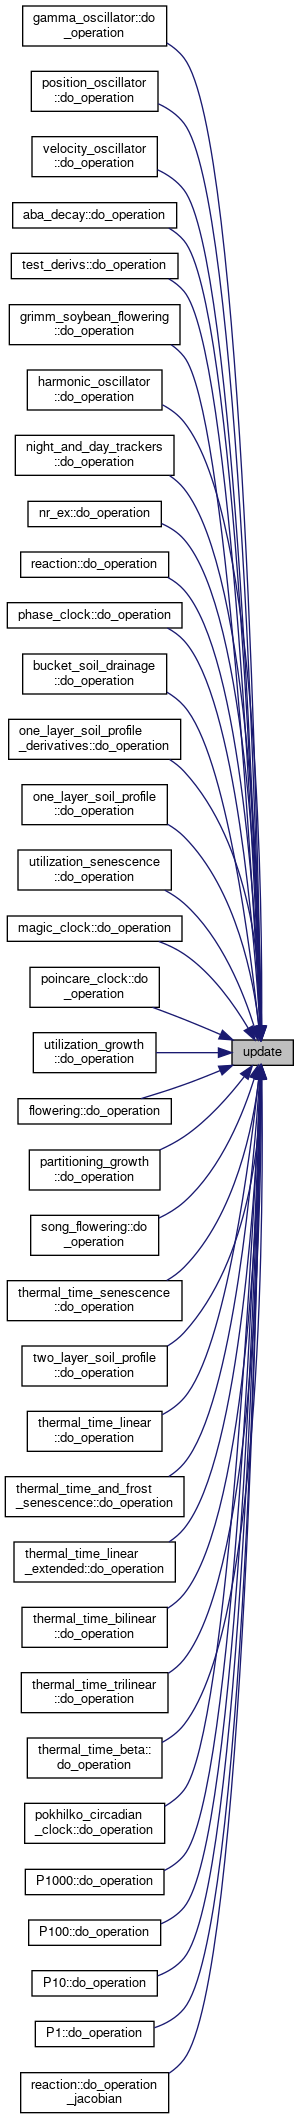 gamma_oscillator::do
_operation
position_oscillator
::do_operation
velocity_oscillator
::do_operation
aba_decay::do_operation
test_derivs::do_operation
grimm_soybean_flowering
::do_operation
harmonic_oscillator
::do_operation
night_and_day_trackers
::do_operation
nr_ex::do_operation
reaction::do_operation
phase_clock::do_operation
bucket_soil_drainage
::do_operation
one_layer_soil_profile
_derivatives::do_operation
one_layer_soil_profile
::do_operation
utilization_senescence
::do_operation
magic_clock::do_operation
poincare_clock::do
_operation
update
utilization_growth
::do_operation
flowering::do_operation
partitioning_growth
::do_operation
song_flowering::do
_operation
thermal_time_senescence
::do_operation
two_layer_soil_profile
::do_operation
thermal_time_linear
::do_operation
thermal_time_and_frost
_senescence::do_operation
thermal_time_linear
_extended::do_operation
thermal_time_bilinear
::do_operation
thermal_time_trilinear
::do_operation
thermal_time_beta::
do_operation
pokhilko_circadian
_clock::do_operation
P1000::do_operation
P100::do_operation
P10::do_operation
P1::do_operation
reaction::do_operation
_jacobian